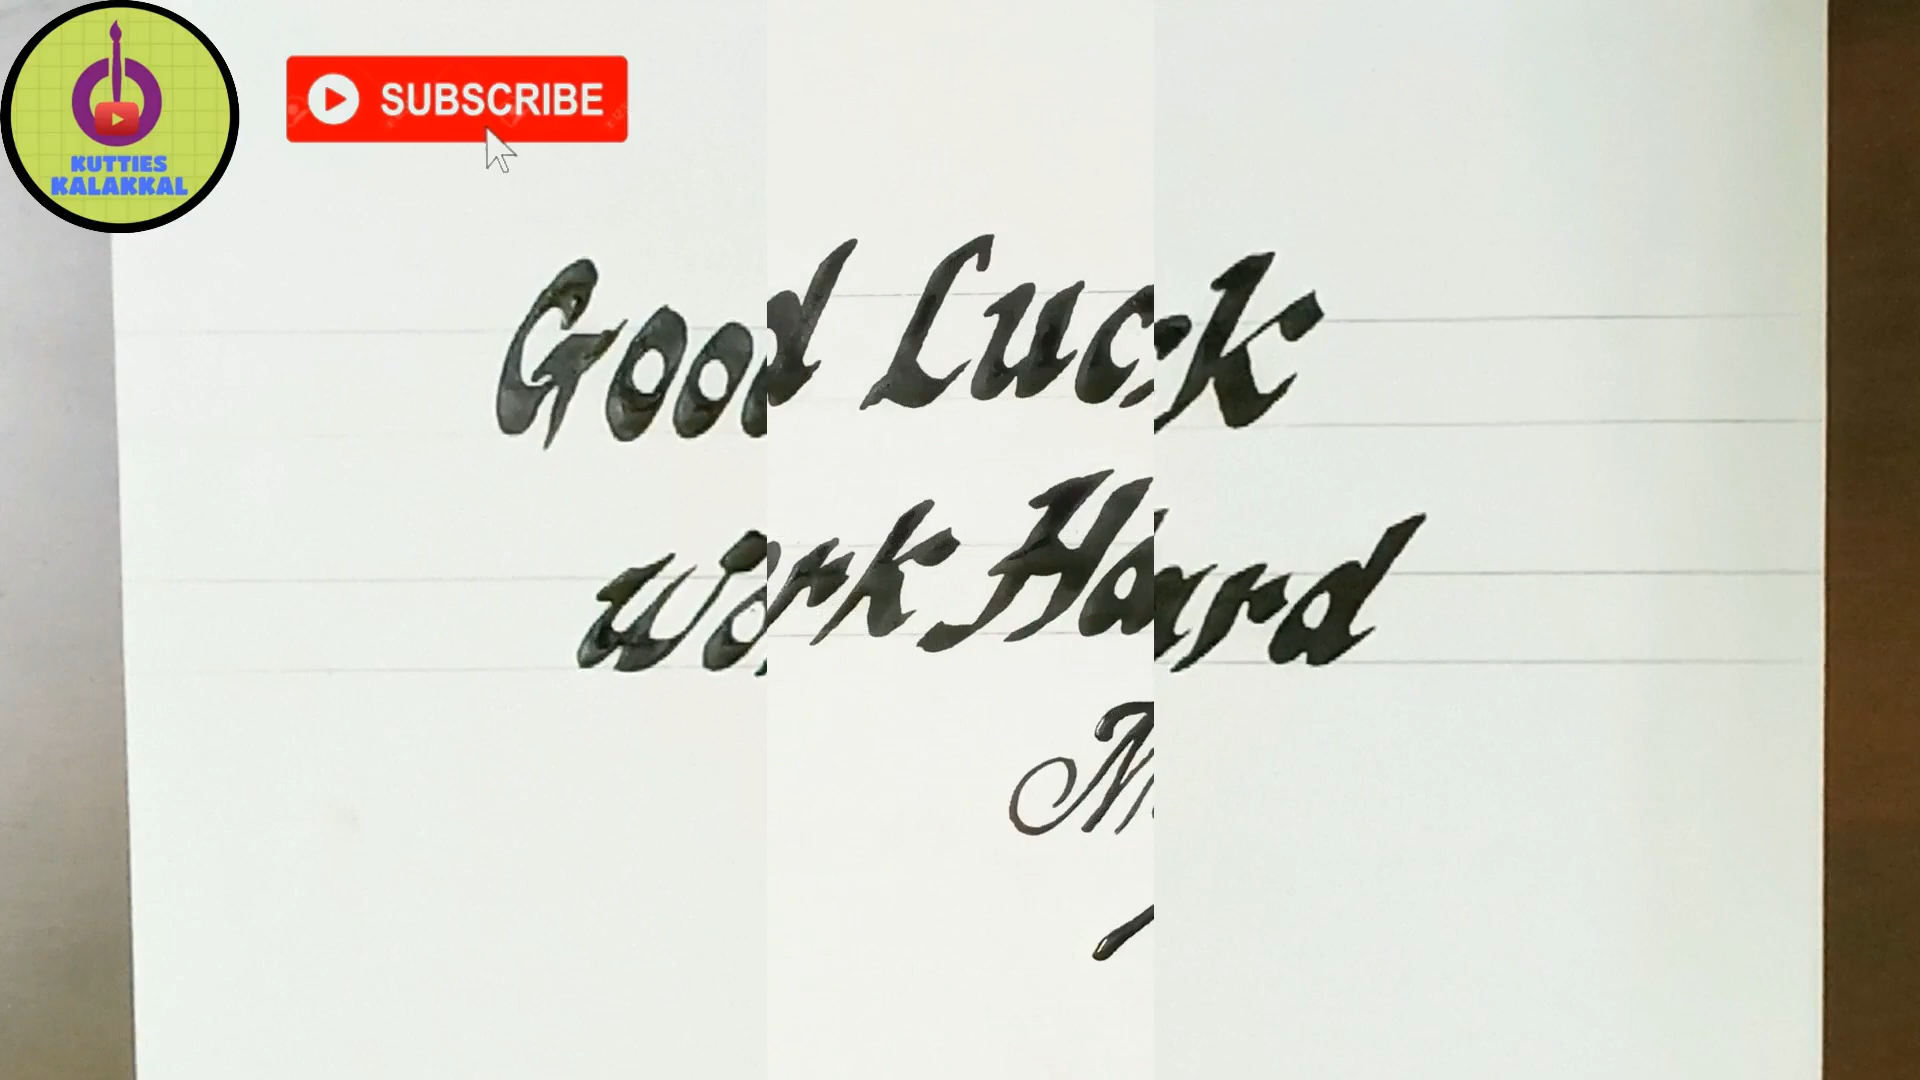 KUTTIES
KALAKKAL
SUBSCRIBE
Good Luck
Work Hard